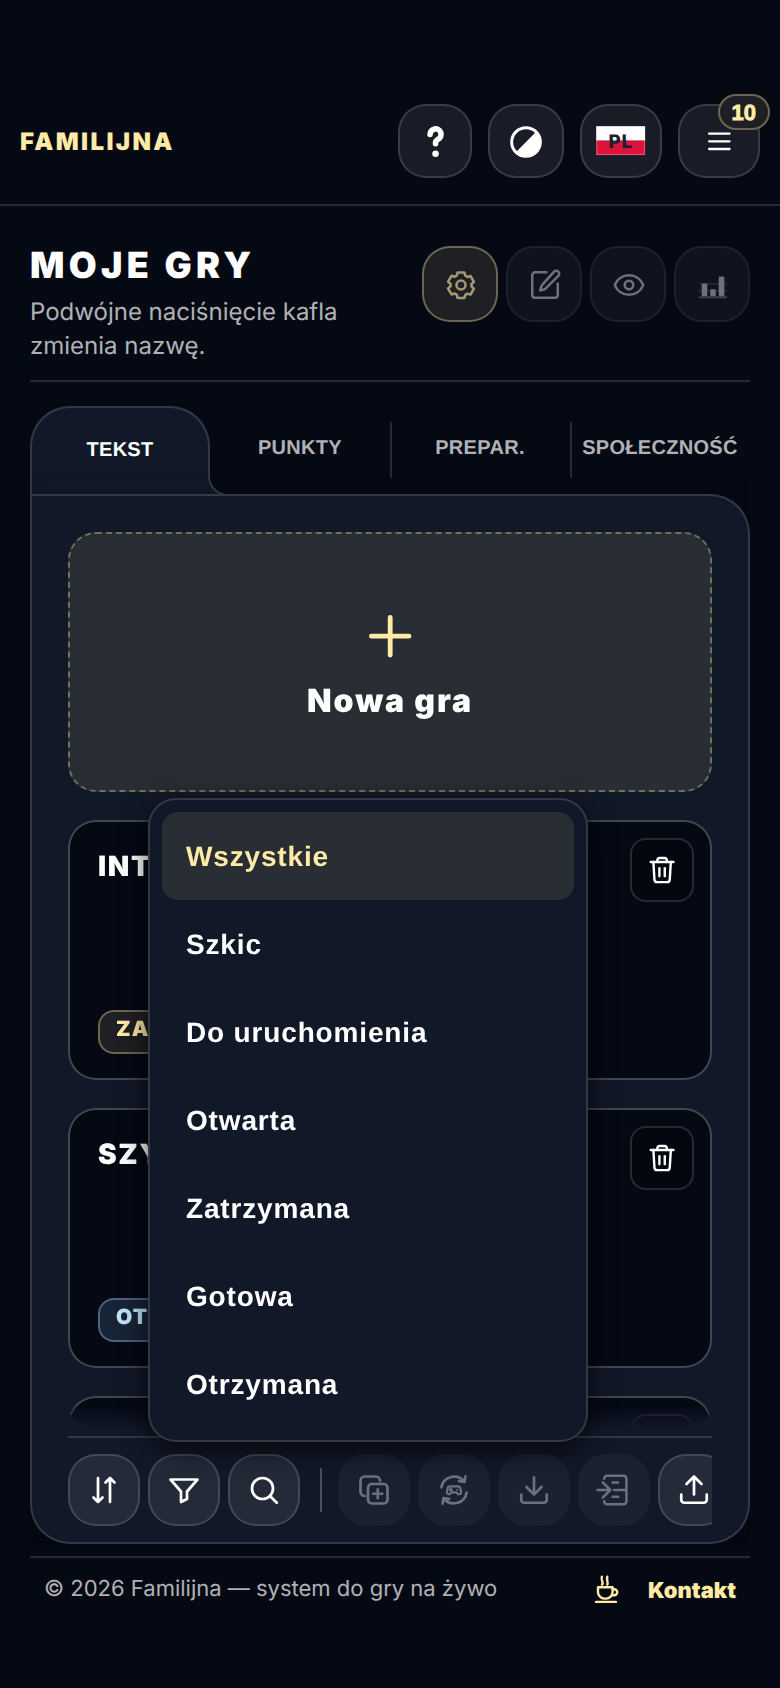 FAMILIJNA
?
PL
10
MOJE GRY
Podwójne naciśnięcie kafla
zmienia nazwę.
TEKST
PUNKTY
PREPAR.
SPOŁECZNOŚĆ
Nowa gra
INT
ZA
SZY
OT
Wszystkie
Szkic
Do uruchomienia
Otwarta
Zatrzymana
Gotowa
Otrzymana
© 2026 Familijna — system do gry na żywo
Kontakt